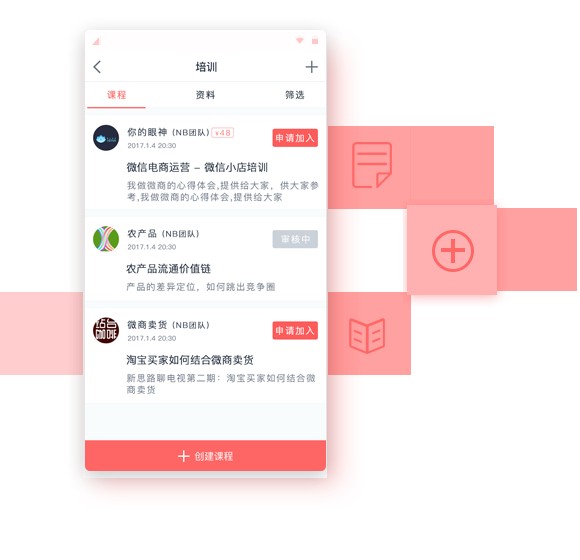 培训
课程 资料 筛选
你的眼神（NB团队） ¥48
2017.1.4 20:30
申请加入
微信电商运营 – 微信小店培训
我做微商的心得体会,提供给大家，供大家参
考,我做微商的心得体会,提供给大家
农产品（NB团队）
2017.1.4 20:30
审核中
农产品流通价值链
产品的差异定位，如何跳出竞争圈
微商卖货（NB团队）
2017.1.4 20:30
申请加入
淘宝买家如何结合微商卖货
新思路聊电视第二期：淘宝买家如何结合微
商卖货
创建课程